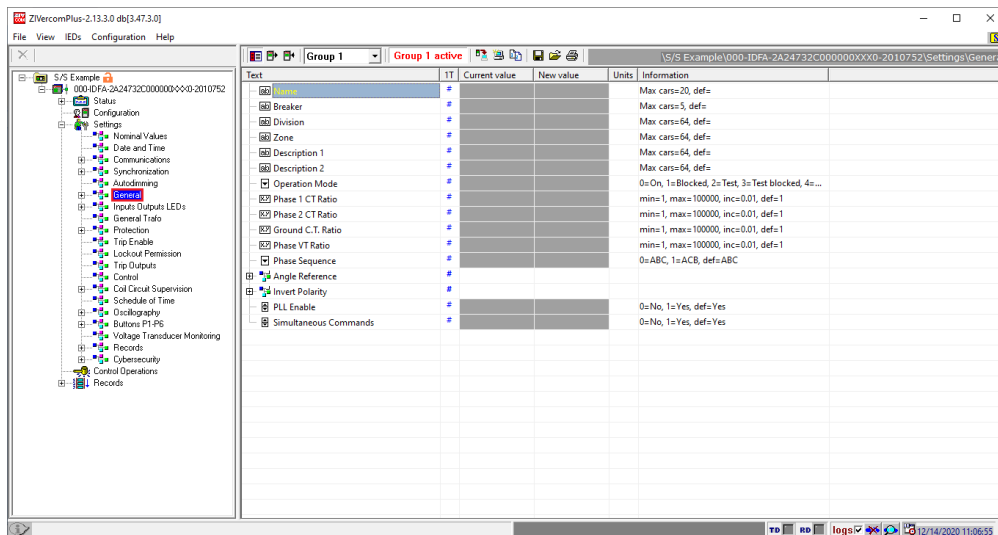 ZIVercomPlus-2.13.3.0 db[3.47.3.0]
File View IEDs Configuration Help
Group 1 Group 1 active \S/S Example\000-IDFA-2A24732C000000XXX0-2010752\Settings\Genera
S/S Example
000-IDFA-2A24732C000000XXX0-2010752
Status
Configuration
Settings
Nominal Values
Date and Time
Communications
Synchronization
Autodimming
General
Inputs Outputs LEDs
General Trafo
Protection
Trip Enable
Lockout Permission
Trip Outputs
Control
Coil Circuit Supervision
Schedule of Time
Oscillography
Buttons P1-P6
Voltage Transducer Monitoring
Records
Cybersecurity
Control Operations
Records
Text 1T Current value New value Units Information
ab Name # Max cars=20, def=
ab Breaker # Max cars=5, def=
ab Division # Max cars=64, def=
ab Zone # Max cars=64, def=
ab Description 1 # Max cars=64, def=
ab Description 2 # Max cars=64, def=
Operation Mode # 0=On, 1=Blocked, 2=Test, 3=Test blocked, 4=...
Phase 1 CT Ratio # min=1, max=100000, inc=0.01, def=1
Phase 2 CT Ratio # min=1, max=100000, inc=0.01, def=1
Ground C.T. Ratio # min=1, max=100000, inc=0.01, def=1
Phase VT Ratio # min=1, max=100000, inc=0.01, def=1
Phase Sequence # 0=ABC, 1=ACB, def=ABC
Angle Reference #
Invert Polarity #
PLL Enable # 0=No, 1=Yes, def=Yes
Simultaneous Commands # 0=No, 1=Yes, def=Yes
TD RD logs 12/14/2020 11:06:55